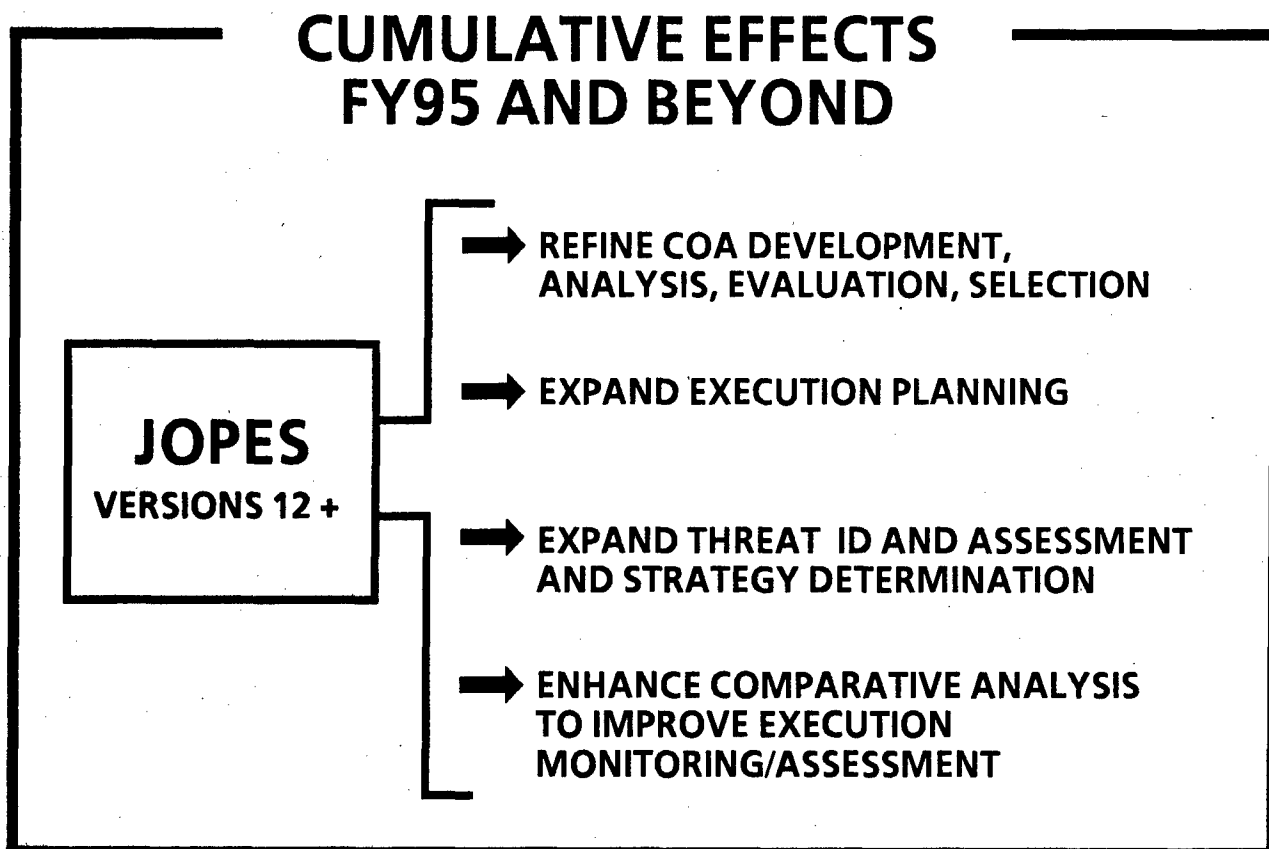 CUMULATIVE EFFECTS
FY95 AND BEYOND
REFINE COA DEVELOPMENT,
ANALYSIS, EVALUATION, SELECTION
EXPAND EXECUTION PLANNING
JOPES
VERSIONS 12 +
EXPAND THREAT ID AND ASSESSMENT
AND STRATEGY DETERMINATION
ENHANCE COMPARATIVE ANALYSIS
TO IMPROVE EXECUTION
MONITORING/ASSESSMENT